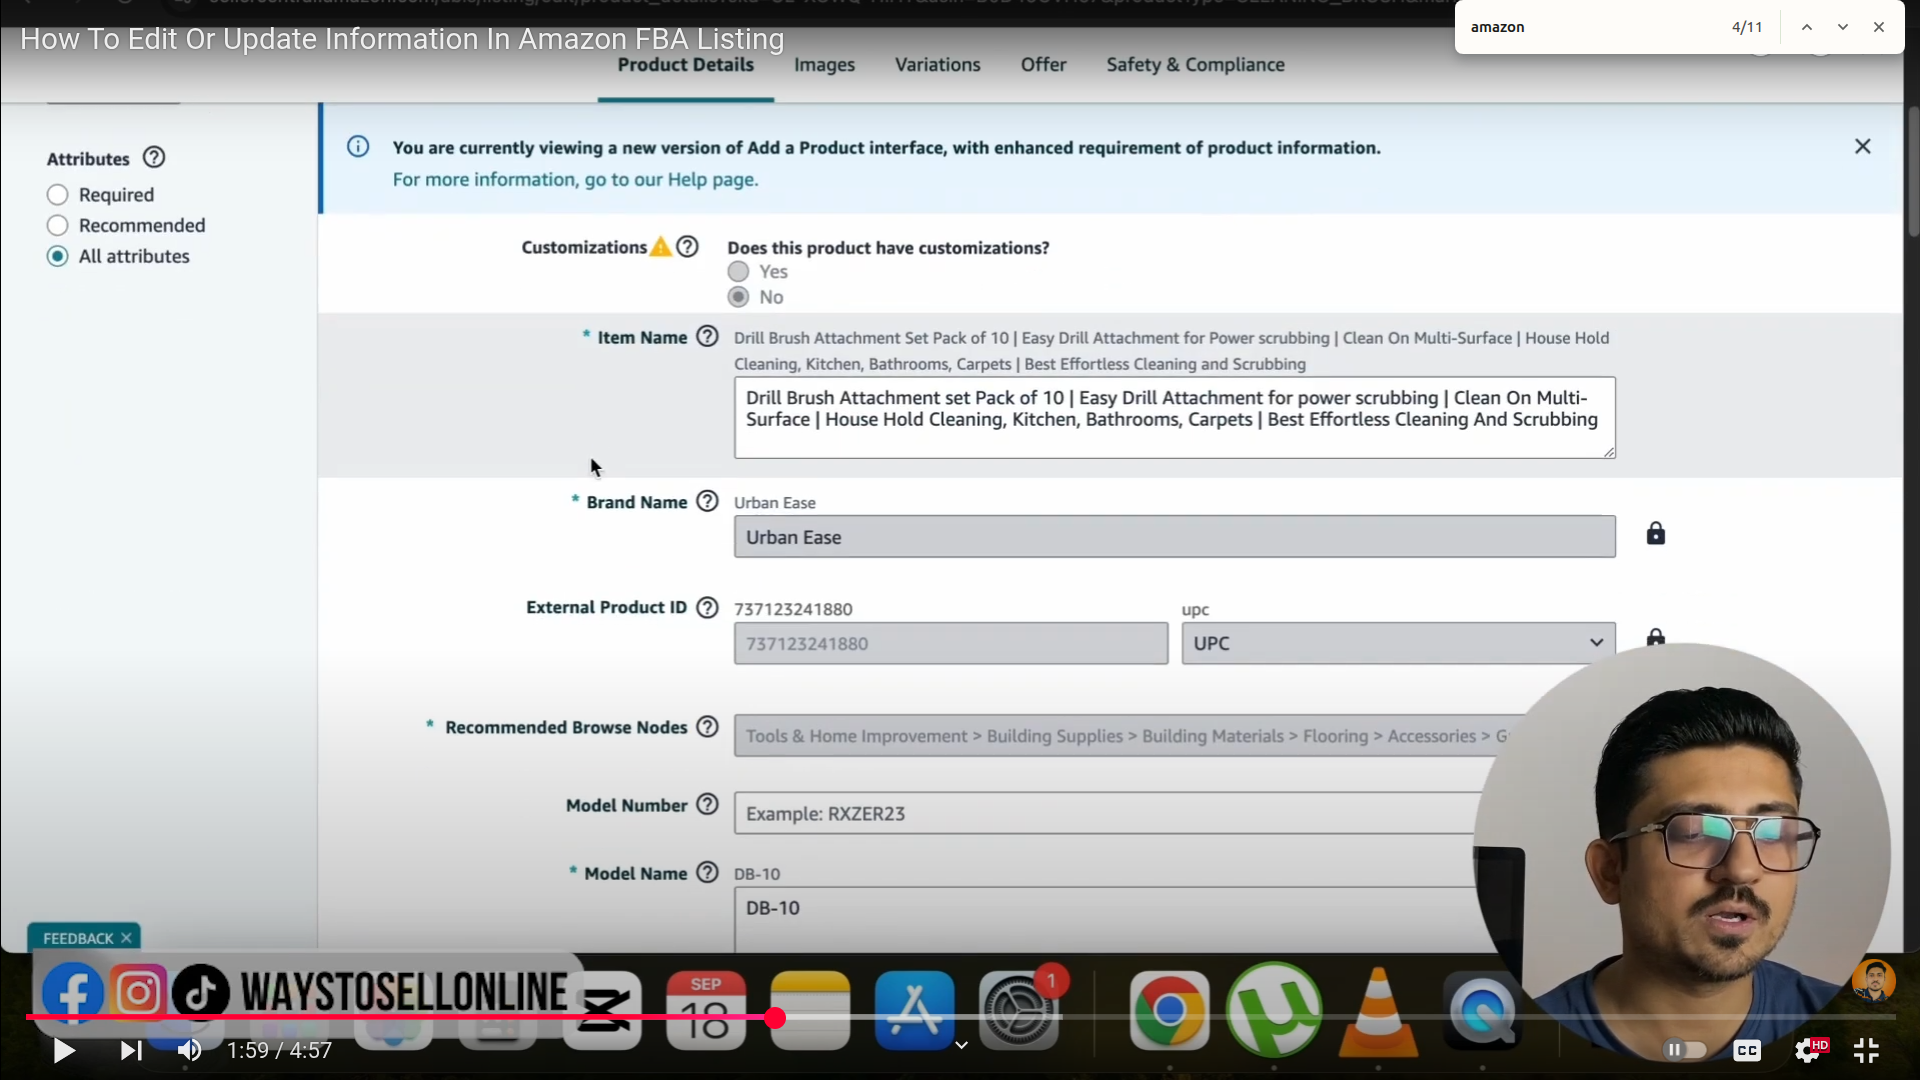 How To Edit Or Update Information In Amazon FBA Listing
amazon
4/11
Product Details
Images
Variations
Offer
Safety & Compliance
Attributes
Required
Recommended
All attributes
You are currently viewing a new version of Add a Product interface, with enhanced requirement of product information.
For more information, go to our Help page.
Customizations
Does this product have customizations?
Yes
No
* Item Name
Drill Brush Attachment Set Pack of 10 | Easy Drill Attachment for Power scrubbing | Clean On Multi-Surface | House Hold
Cleaning, Kitchen, Bathrooms, Carpets | Best Effortless Cleaning and Scrubbing
Drill Brush Attachment set Pack of 10 | Easy Drill Attachment for power scrubbing | Clean On Multi-
Surface | House Hold Cleaning, Kitchen, Bathrooms, Carpets | Best Effortless Cleaning And Scrubbing
* Brand Name
Urban Ease
Urban Ease
External Product ID
737123241880
upc
737123241880
UPC
* Recommended Browse Nodes
Tools & Home Improvement > Building Supplies > Building Materials > Flooring > Accessories >
Model Number
Example: RXZER23
* Model Name
DB-10
DB-10
FEEDBACK
WAYSTOSELLONLINE
SEP
18
1
1:59 / 4:57
CC
HD